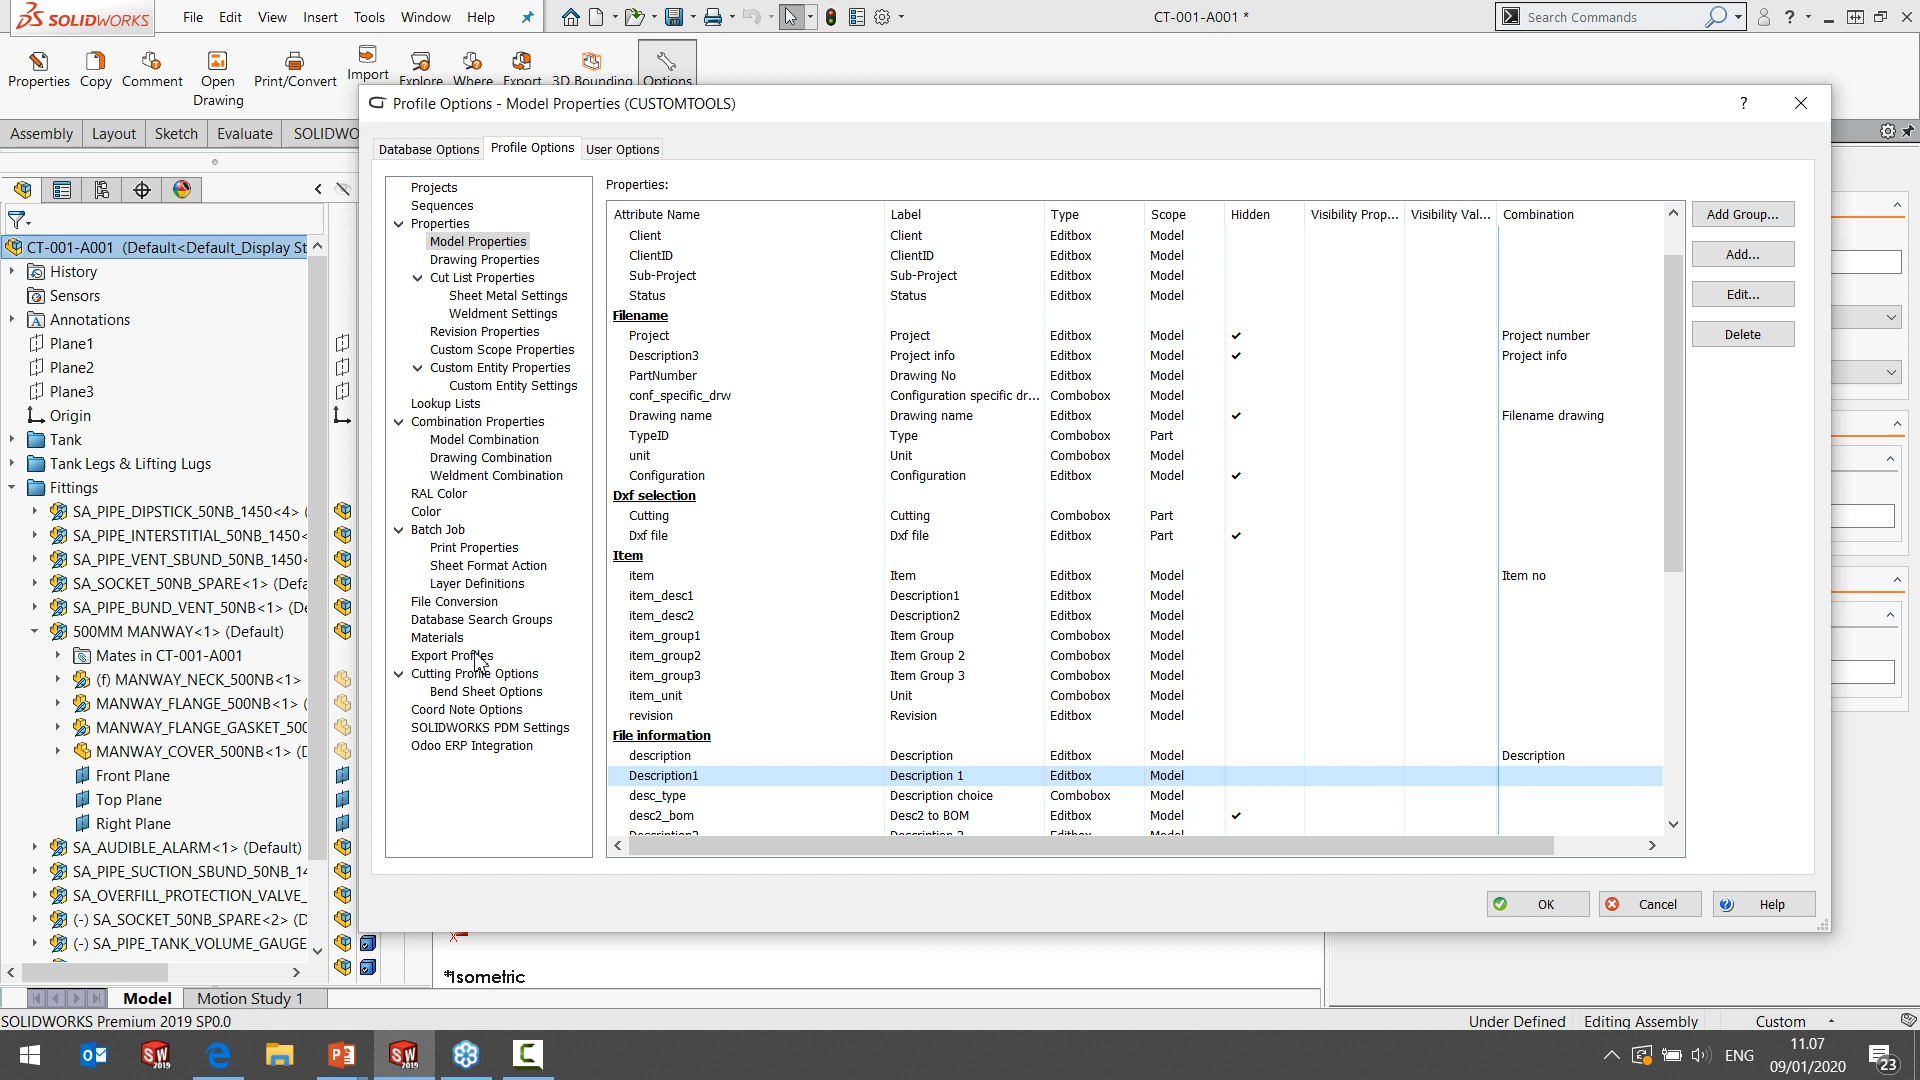 SOLIDWORKS
File Edit View Insert Tools Window Help
CT-001-A001 *
Search Commands
Properties Copy Comment Open Drawing Print/Convert Import Explore Where Export 3D Bounding Options
Profile Options - Model Properties (CUSTOMTOOLS)
Assembly Layout Sketch Evaluate SOLIDWO
Database Options Profile Options User Options
CT-001-A001 (Default<Default_Display St
History
Sensors
Annotations
Plane1
Plane2
Plane3
Origin
Tank
Tank Legs & Lifting Lugs
Fittings
SA_PIPE_DIPSTICK_50NB_1450<4> (
SA_PIPE_INTERSTITIAL_50NB_1450<
SA_PIPE_VENT_SBUND_50NB_1450<
SA_SOCKET_50NB_SPARE<1> (Defa
SA_PIPE_BUND_VENT_50NB<1> (De
500MM MANWAY<1> (Default)
Mates in CT-001-A001
(f) MANWAY_NECK_500NB<1>
MANWAY_FLANGE_500NB<1> (
MANWAY_FLANGE_GASKET_500
MANWAY_COVER_500NB<1> (D
Front Plane
Top Plane
Right Plane
SA_AUDIBLE_ALARM<1> (Default)
SA_PIPE_SUCTION_SBUND_50NB_14
SA_OVERFILL_PROTECTION_VALVE_
(-) SA_SOCKET_50NB_SPARE<2> (D
(-) SA_PIPE_TANK_VOLUME_GAUGE
Projects
Sequences
Properties
Model Properties
Drawing Properties
Cut List Properties
Sheet Metal Settings
Weldment Settings
Revision Properties
Custom Scope Properties
Custom Entity Properties
Custom Entity Settings
Lookup Lists
Combination Properties
Model Combination
Drawing Combination
Weldment Combination
RAL Color
Color
Batch Job
Print Properties
Sheet Format Action
Layer Definitions
File Conversion
Database Search Groups
Materials
Export Profiles
Cutting Profile Options
Bend Sheet Options
Coord Note Options
SOLIDWORKS PDM Settings
Odoo ERP Integration
Properties:
Attribute Name Label Type Scope Hidden Visibility Prop... Visibility Val... Combination
Client Client Editbox Model
ClientID ClientID Editbox Model
Sub-Project Sub-Project Editbox Model
Status Status Editbox Model
Filename
Project Project Editbox Model ✔ Project number
Description3 Project info Editbox Model ✔ Project info
PartNumber Drawing No Editbox Model
conf_specific_drw Configuration specific dr... Combobox Model
Drawing name Drawing name Editbox Model ✔ Filename drawing
TypeID Type Combobox Part
unit Unit Combobox Model
Configuration Configuration Editbox Model ✔
Dxf selection
Cutting Cutting Combobox Part
Dxf file Dxf file Editbox Part ✔
Item
item Item Editbox Model Item no
item_desc1 Description1 Editbox Model
item_desc2 Description2 Editbox Model
item_group1 Item Group Combobox Model
item_group2 Item Group 2 Combobox Model
item_group3 Item Group 3 Combobox Model
item_unit Unit Combobox Model
revision Revision Editbox Model
File information
description Description Editbox Model Description
Description1 Description 1 Editbox Model
desc_type Description choice Combobox Model
desc2_bom Desc2 to BOM Editbox Model ✔
Description2 Description 2 Editbox Model
Add Group...
Add...
Edit...
Delete
OK Cancel Help
*Isometric
Model Motion Study 1
SOLIDWORKS Premium 2019 SP0.0
Under Defined Editing Assembly Custom
ENG
11.07
09/01/2020
23